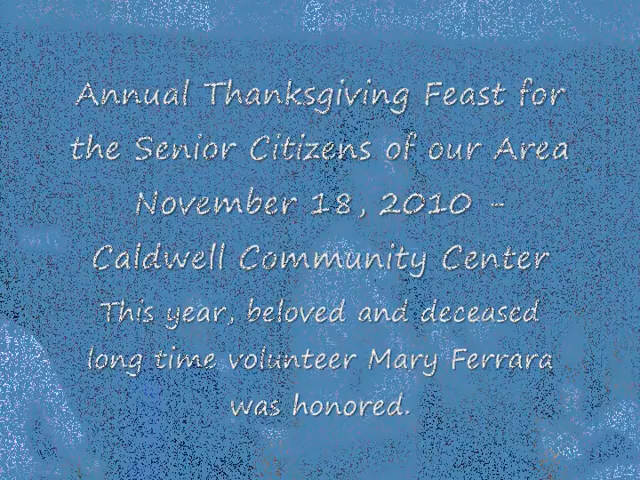 Annual Thanksgiving Feast for
the Senior Citizens of our Area
November 18, 2010 -
Caldwell Community Center
This year, beloved and deceased
long time volunteer Mary Ferrara
was honored.